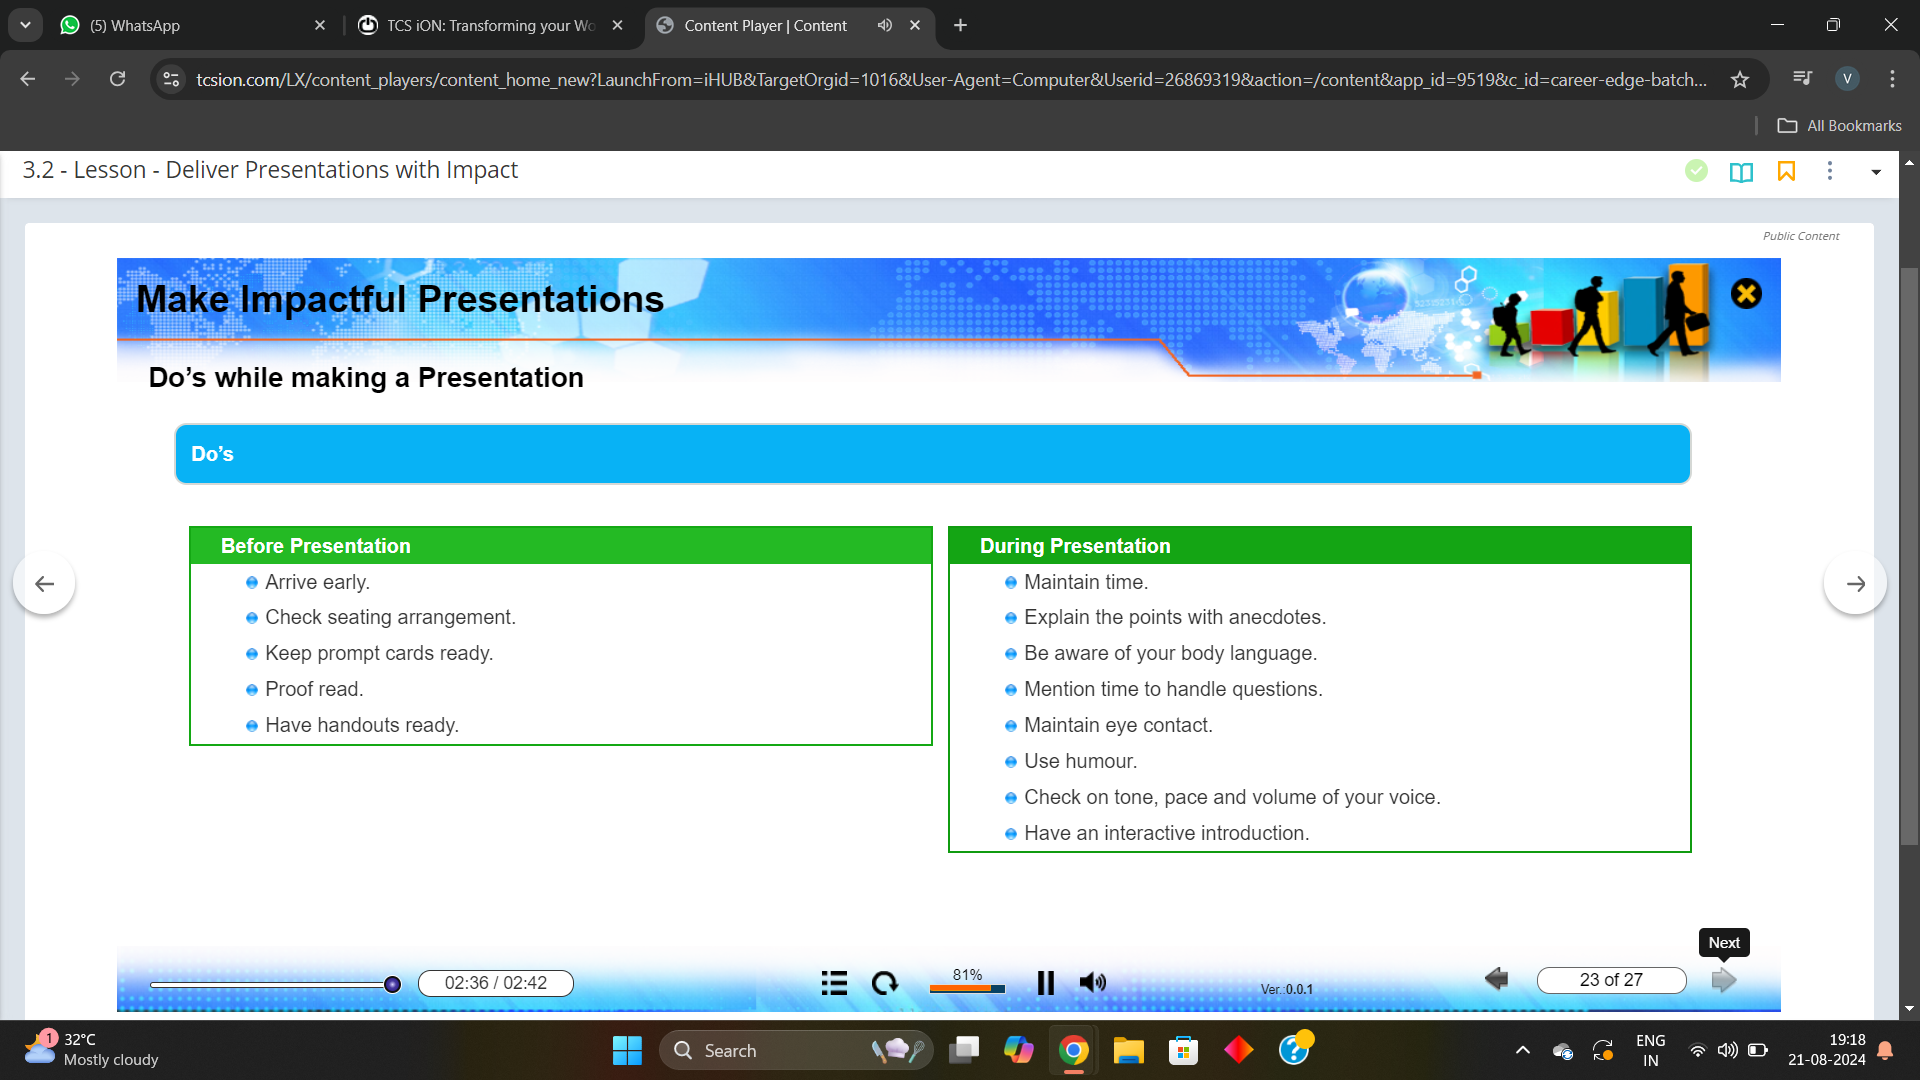 (5) WhatsApp
TCS iON: Transforming your Wo
Content Player | Content
tcsion.com/LX/content_players/content_home_new?LaunchFrom=iHUB&TargetOrgid=1016&User-Agent=Computer&Userid=26869319&action=/content&app_id=9519&c_id=career-edge-batch...
V
All Bookmarks
3.2 - Lesson - Deliver Presentations with Impact
Public Content
Make Impactful Presentations
Do’s while making a Presentation
Do’s
Before Presentation
Arrive early.
Check seating arrangement.
Keep prompt cards ready.
Proof read.
Have handouts ready.
During Presentation
Maintain time.
Explain the points with anecdotes.
Be aware of your body language.
Mention time to handle questions.
Maintain eye contact.
Use humour.
Check on tone, pace and volume of your voice.
Have an interactive introduction.
Next
02:36 / 02:42
81%
Ver.:0.0.1
23 of 27
1
32°C
Mostly cloudy
Search
ENG
IN
19:18
21-08-2024